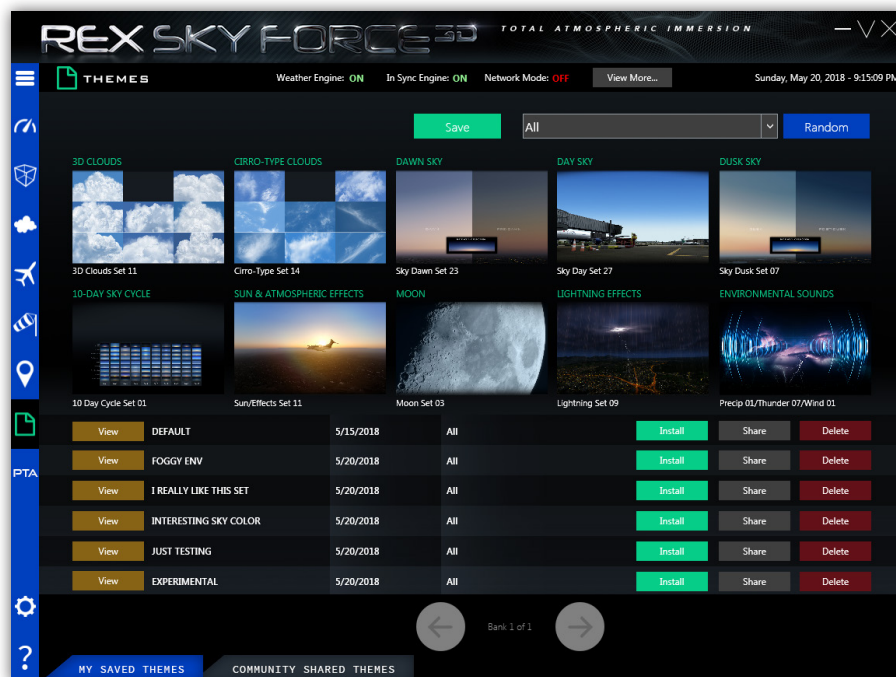 REX SKY FORCE 3D TOTAL ATMOSPHERIC IMMERSION
THEMES Weather Engine: ON In Sync Engine: ON Network Mode: OFF View More... Sunday, May 20, 2018 - 9:15:09 PM
Save All Random
3D CLOUDS CIRRO-TYPE CLOUDS DAWN SKY DAY SKY DUSK SKY
3D Clouds Set 11 Cirro-Type Set 14 Sky Dawn Set 23 Sky Day Set 27 Sky Dusk Set 07
10-DAY SKY CYCLE SUN & ATMOSPHERIC EFFECTS MOON LIGHTNING EFFECTS ENVIRONMENTAL SOUNDS
10 Day Cycle Set 01 Sun/Effects Set 11 Moon Set 03 Lightning Set 09 Precip 01/Thunder 07/Wind 01
View DEFAULT 5/15/2018 All Install Share Delete
View FOGGY ENV 5/20/2018 All Install Share Delete
PTA
View I REALLY LIKE THIS SET 5/20/2018 All Install Share Delete
View INTERESTING SKY COLOR 5/20/2018 All Install Share Delete
View JUST TESTING 5/20/2018 All Install Share Delete
View EXPERIMENTAL 5/20/2018 All Install Share Delete
Bank 1 of 1
MY SAVED THEMES COMMUNITY SHARED THEMES